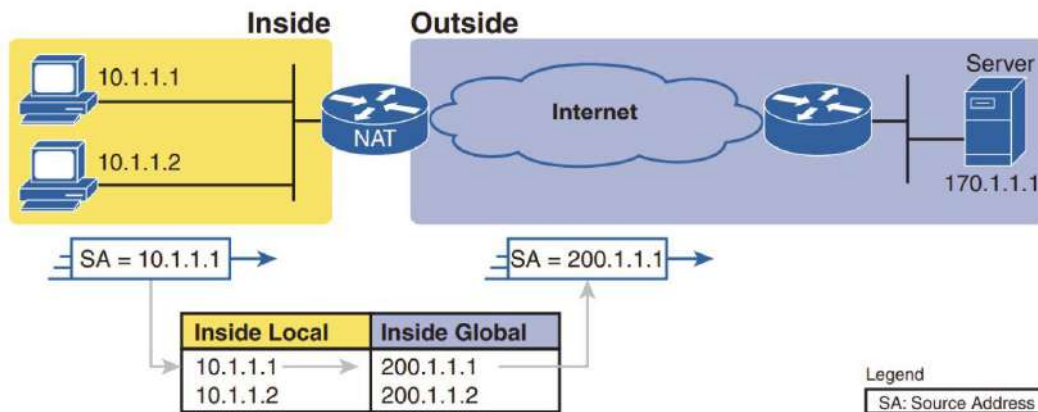 Inside Outside
10.1.1.1
Server
Internet
NAT
10.1.1.2
170.1.1.1
SA = 10.1.1.1
SA = 200.1.1.1
Inside Local Inside Global
10.1.1.1 200.1.1.1
10.1.1.2 200.1.1.2
Legend
SA: Source Address